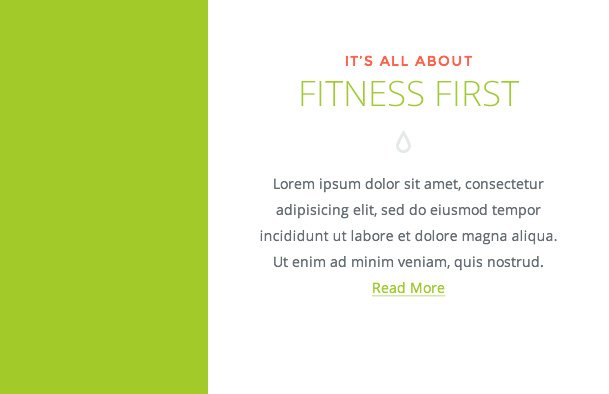 IT'S ALL ABOUT
FITNESS FIRST
Lorem ipsum dolor sit amet, consectetur
adipisicing elit, sed do eiusmod tempor
incididunt ut labore et dolore magna aliqua.
Ut enim ad minim veniam, quis nostrud.
Read More